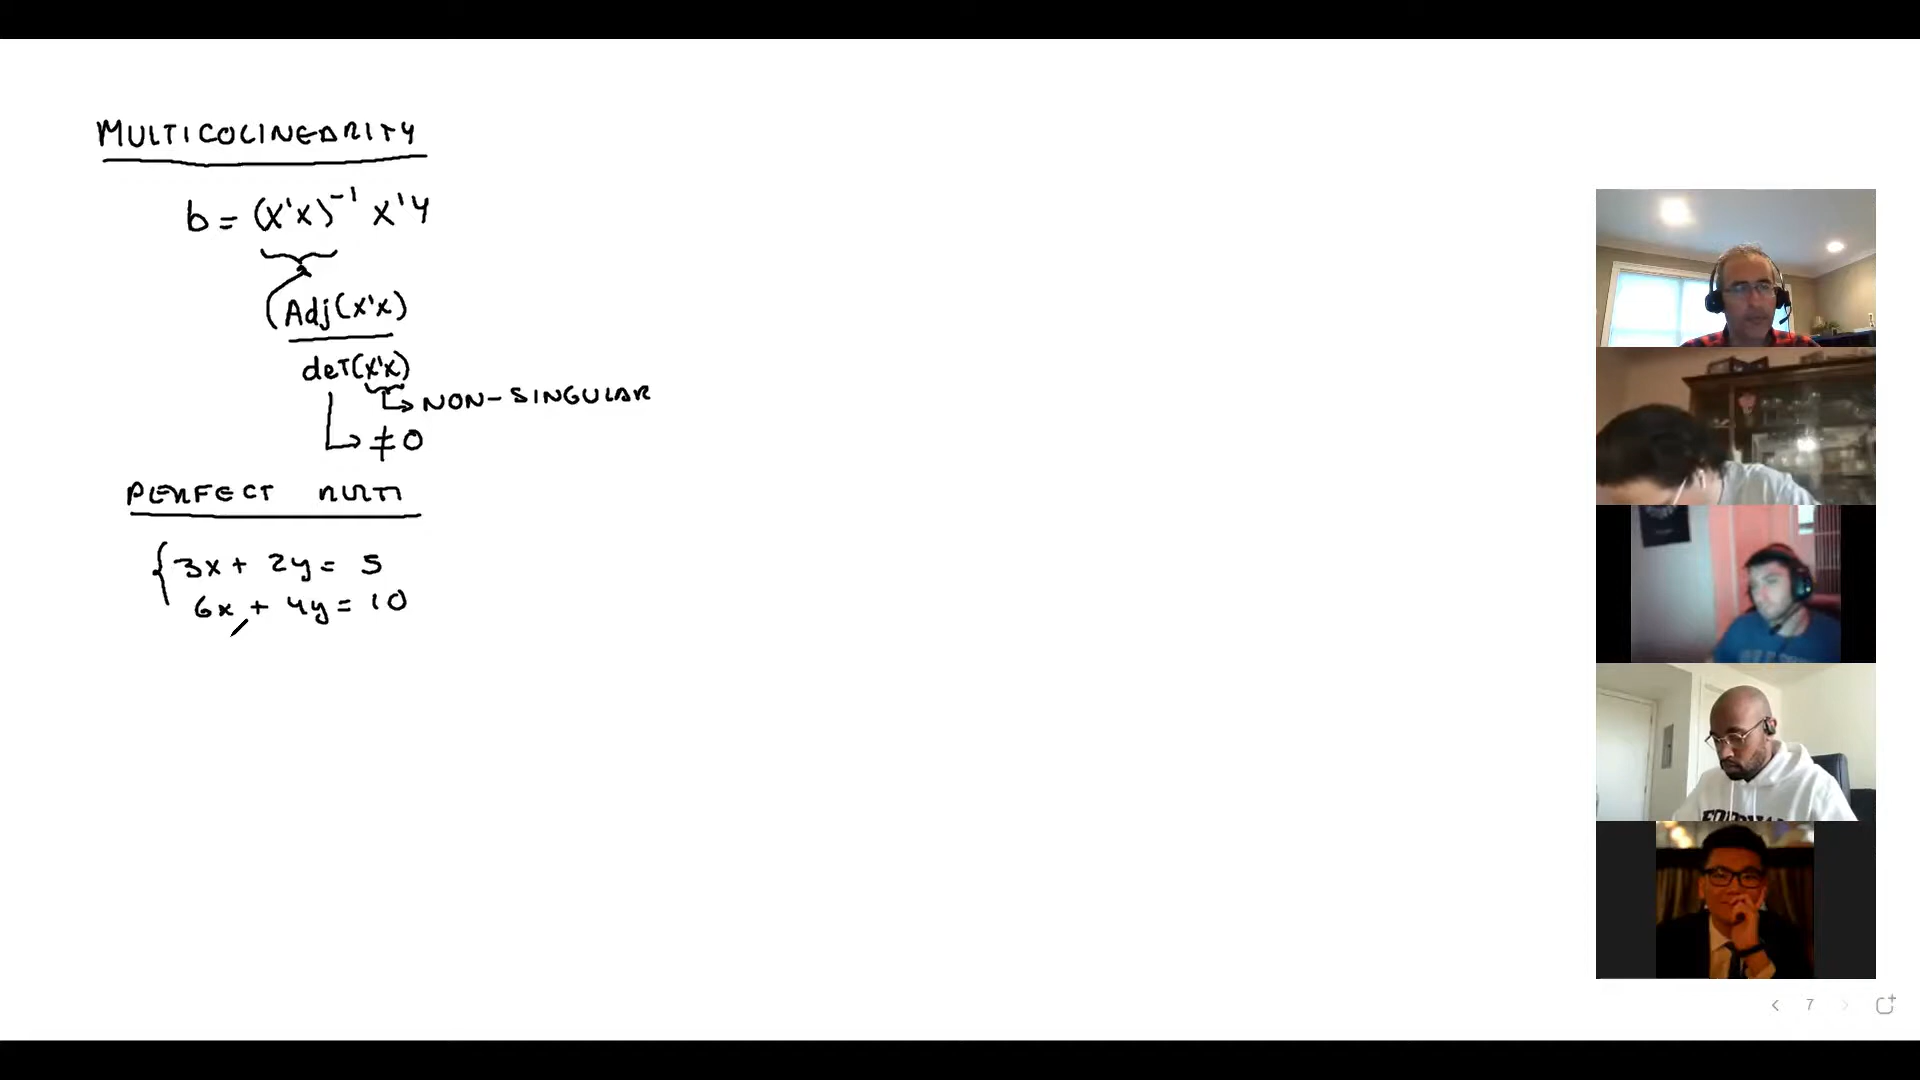 MULTICOLINEARITY
b = (X'X)⁻¹ X'Y
Adj(X'X)
deT(X'X)
NON-SINGULAR
≠ 0
PERFECT MULTI
3x + 2y = 5
6x + 4y = 10
7